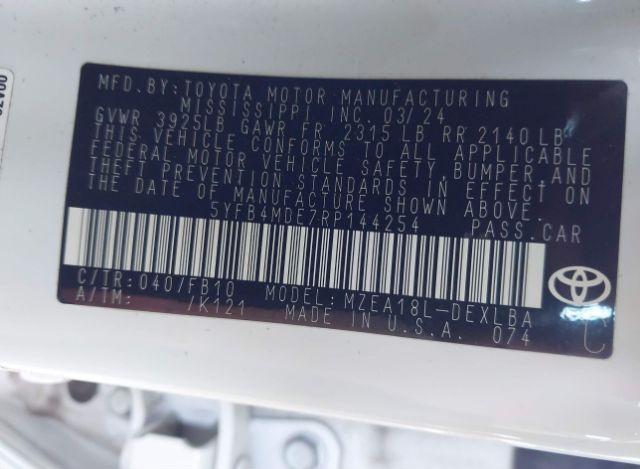 MFD. BY: TOYOTA MOTOR MANUFACTURING
MISSISSIPPI INC. 03/24
GVWR 3925LB GAWR FR 2315 LB RR 2140 LB
THIS VEHICLE CONFORMS TO ALL APPLICABLE
FEDERAL MOTOR VEHICLE SAFETY, BUMPER, AND
THEFT PREVENTION STANDARDS IN EFFECT ON
THE DATE OF MANUFACTURE SHOWN ABOVE.
5YFB4MDE7RP144254 PASS. CAR
C/TR: 040/FB10 MODEL: MZEA18L-DEXLBA
A/TM: /K121 MADE IN U.S.A. 074